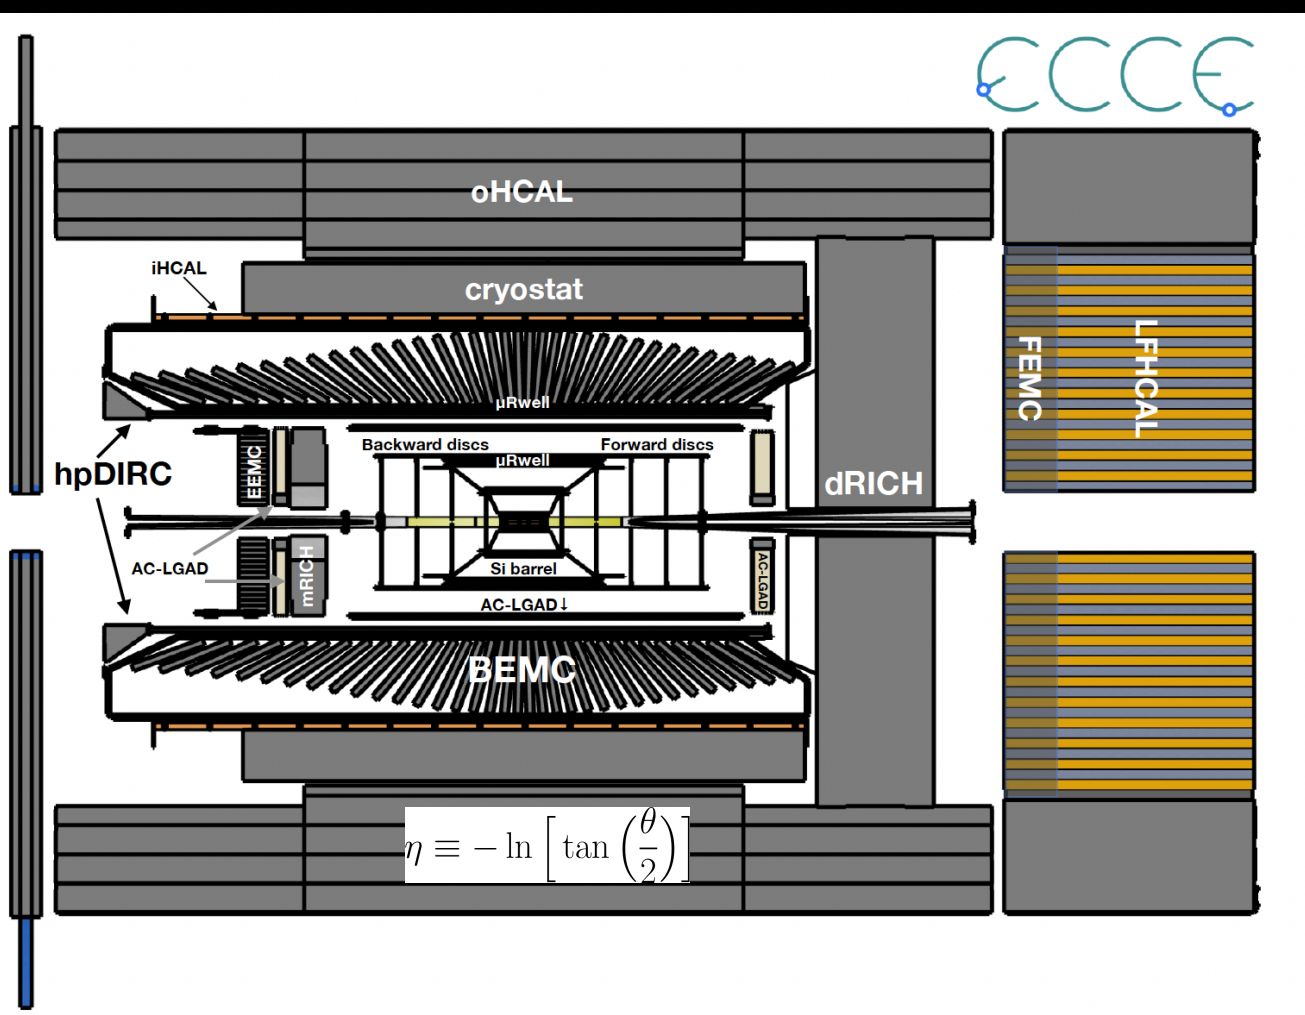 ECCE
oHCAL
iHCAL
cryostat
µRwell
Backward discs
Forward discs
µRwell
EEMC
hpDIRC
dRICH
FEMC
LFHCAL
AC-LGAD
mRICH
Si barrel
AC-LGAD
AC-LGAD↓
BEMC
η ≡ − ln [ tan ( θ/2 ) ]